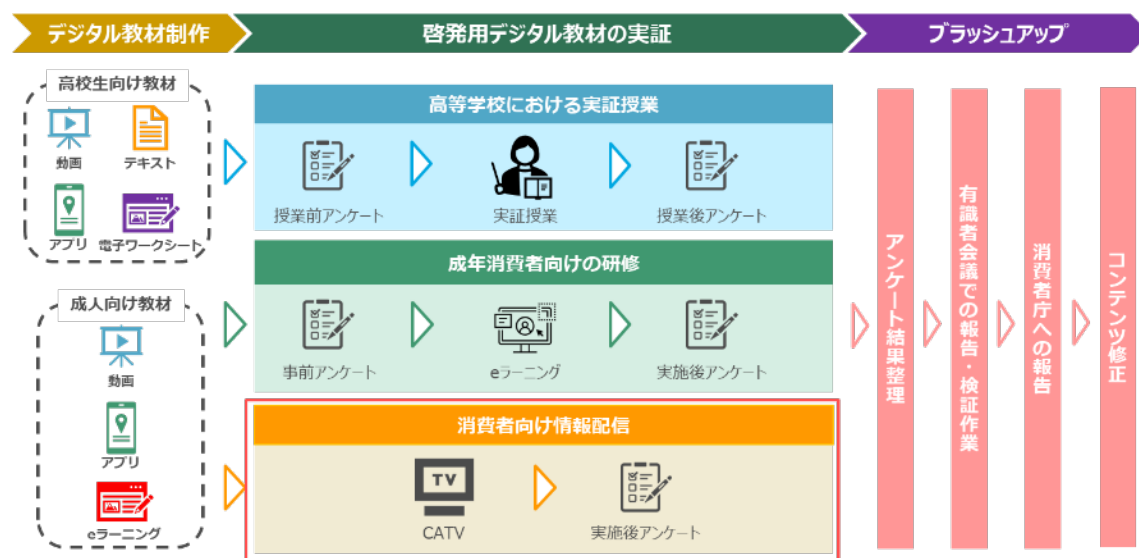 デジタル教材制作
啓発用デジタル教材の実証
ブラッシュアップ
高校生向け教材
動画
テキスト
アプリ
電子ワークシート
成人向け教材
動画
アプリ
eラーニング
高等学校における実証授業
授業前アンケート
実証授業
授業後アンケート
成年消費者向けの研修
事前アンケート
eラーニング
実施後アンケート
消費者向け情報配信
TV
CATV
実施後アンケート
アンケート結果整理
有識者会議での報告・検証作業
消費者庁への報告
コンテンツ修正